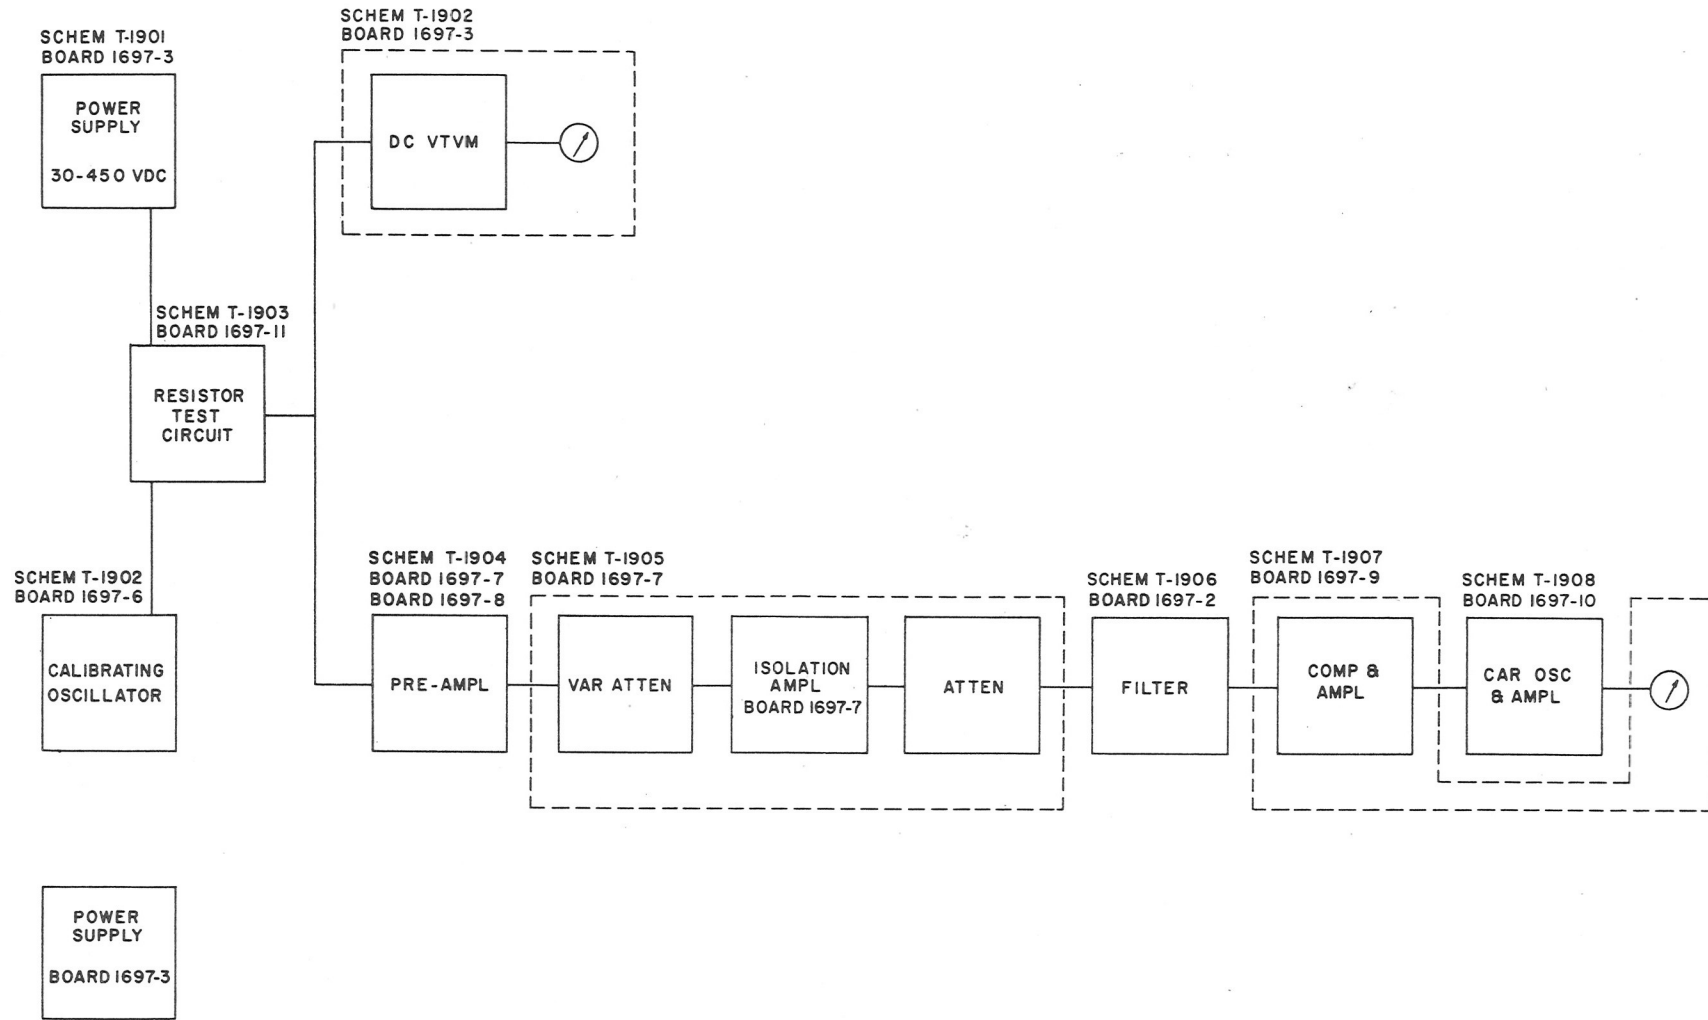 SCHEM T-1901
BOARD 1697-3
POWER
SUPPLY
30-450 VDC
SCHEM T-1902
BOARD 1697-3
DC VTVM
SCHEM T-1903
BOARD 1697-11
RESISTOR
TEST
CIRCUIT
SCHEM T-1902
BOARD 1697-6
CALIBRATING
OSCILLATOR
SCHEM T-1904
BOARD 1697-7
BOARD 1697-8
PRE-AMPL
SCHEM T-1905
BOARD 1697-7
VAR ATTEN
ISOLATION
AMPL
BOARD 1697-7
ATTEN
SCHEM T-1906
BOARD 1697-2
FILTER
SCHEM T-1907
BOARD 1697-9
COMP &
AMPL
SCHEM T-1908
BOARD 1697-10
CAR OSC
& AMPL
POWER
SUPPLY
BOARD 1697-3